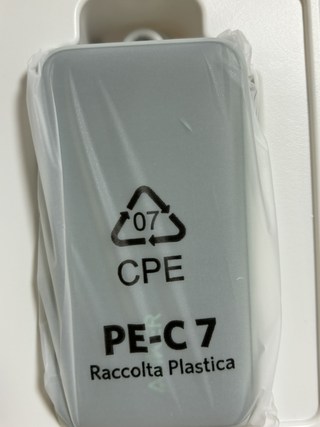 07
CPE
PE-C 7
Raccolta Plastica